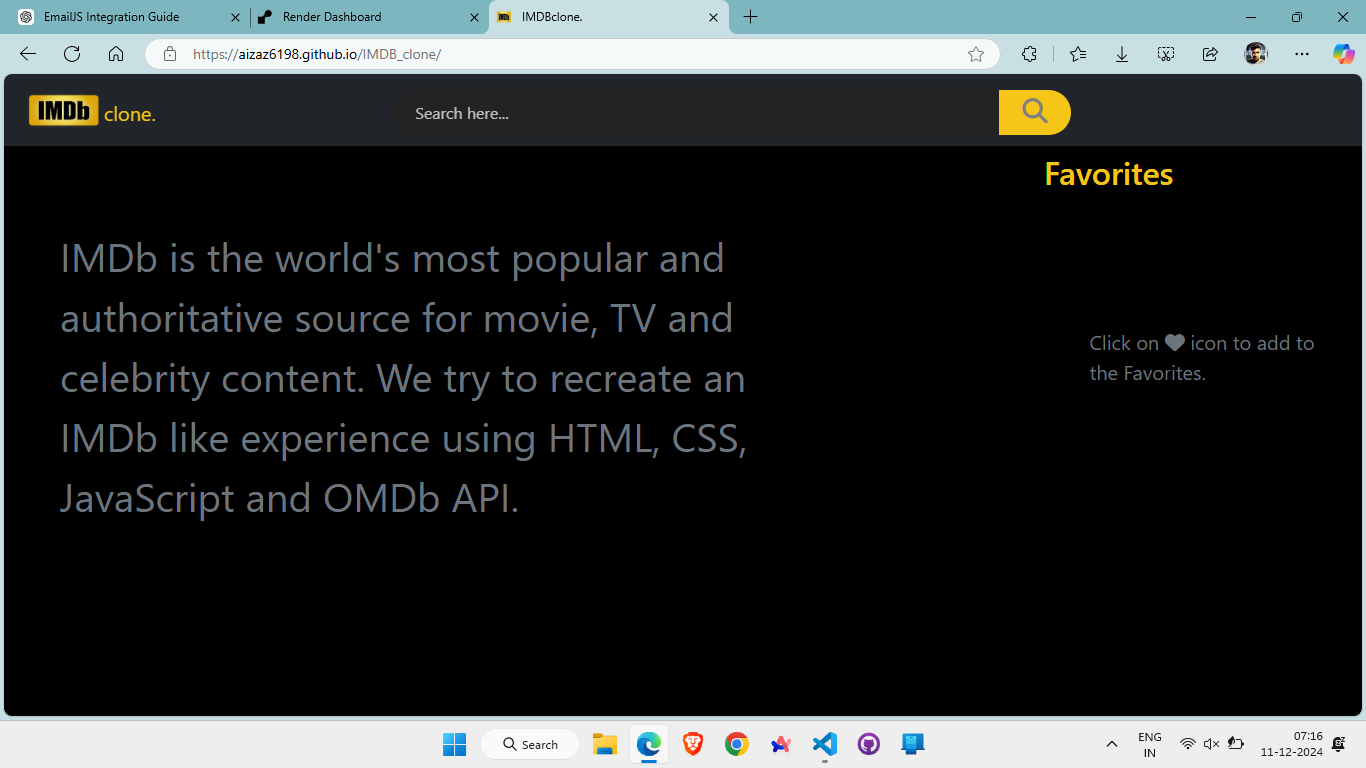 EmailJS Integration Guide
Render Dashboard
IMDb
IMDBclone.
https://aizaz6198.github.io/IMDB_clone/
IMDb clone.
Search here...
Favorites
IMDb is the world's most popular and
authoritative source for movie, TV and
celebrity content. We try to recreate an
IMDb like experience using HTML, CSS,
JavaScript and OMDb API.
Click on icon to add to
the Favorites.
Search
ENG
IN
07:16
11-12-2024